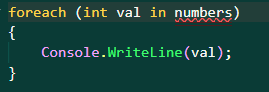 foreach (int val in numbers)
{
    Console.WriteLine(val);
}